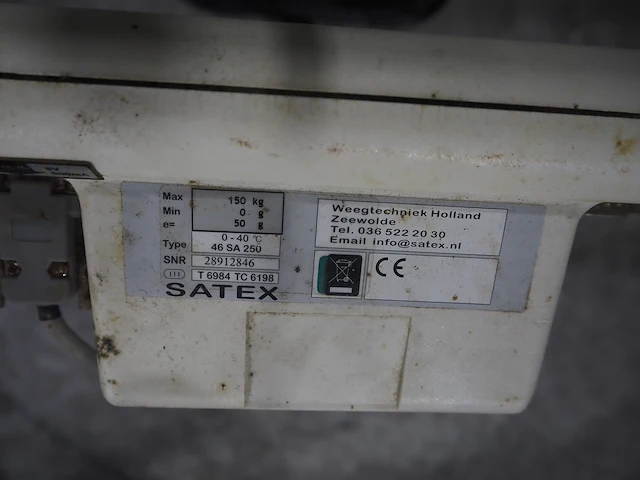 Max 150 kg
Min 0 g
e= 50 g
0 - 40 °C
Type 46 SA 250
SNR 28912846
III T 6984 TC 6198
SATEX
Weegtechniek Holland
Zeewolde
Tel. 036 522 20 30
Email info@satex.nl
CE